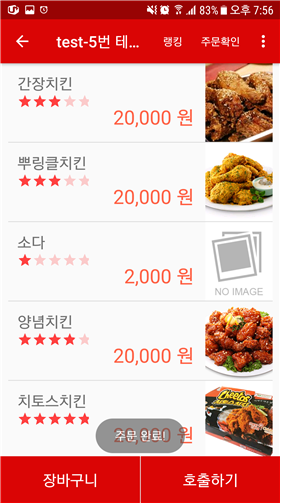 83% 오후 7:56
test-5번 테... 랭킹 주문확인
간장치킨
20,000 원
뿌링클치킨
20,000 원
소다
2,000 원
NO IMAGE
양념치킨
20,000 원
치토스치킨
Cheetos
주문 완료!
장바구니 호출하기